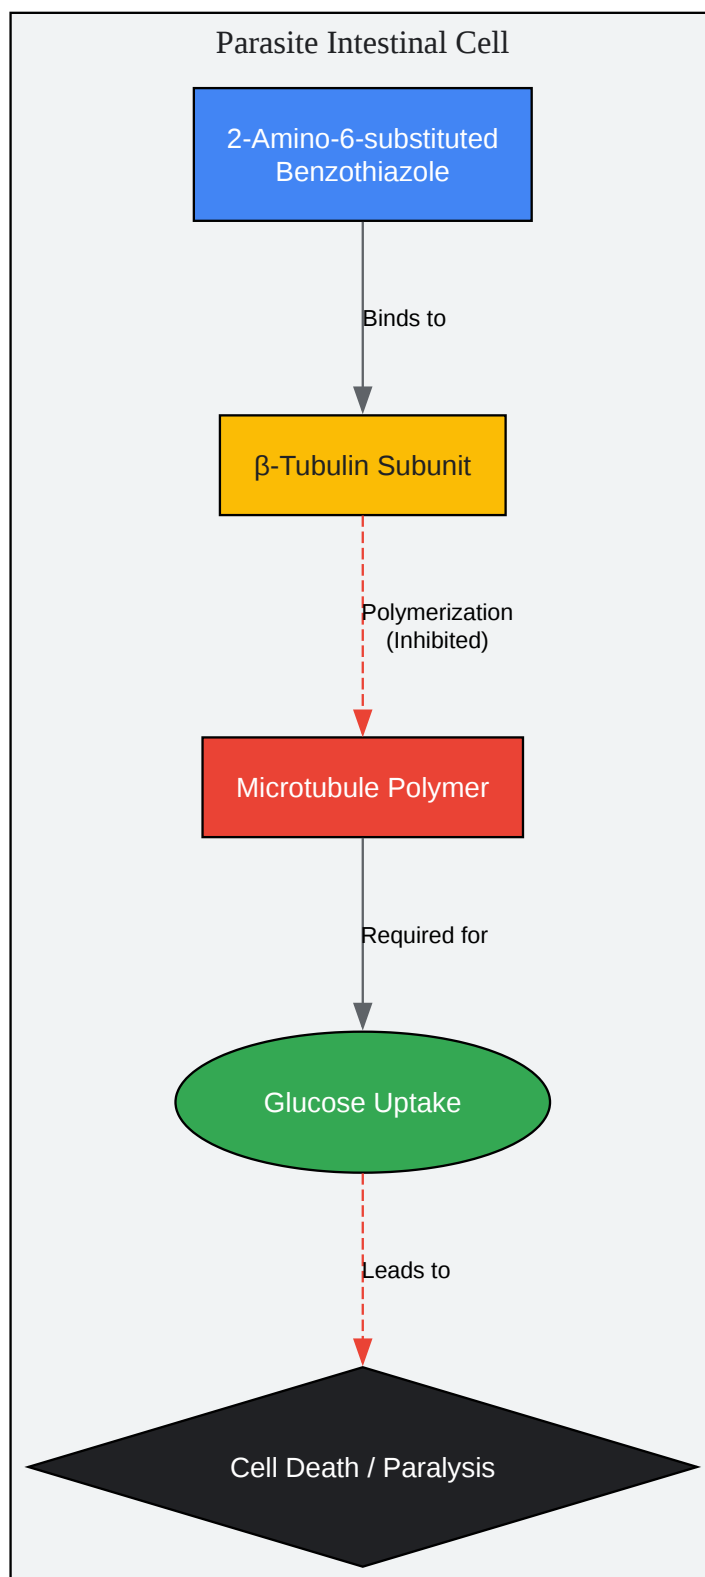 Parasite Intestinal Cell
2-Amino-6-substituted
Benzothiazole
Binds to
β-Tubulin Subunit
Polymerization
(Inhibited)
Microtubule Polymer
Required for
Glucose Uptake
Leads to
Cell Death / Paralysis